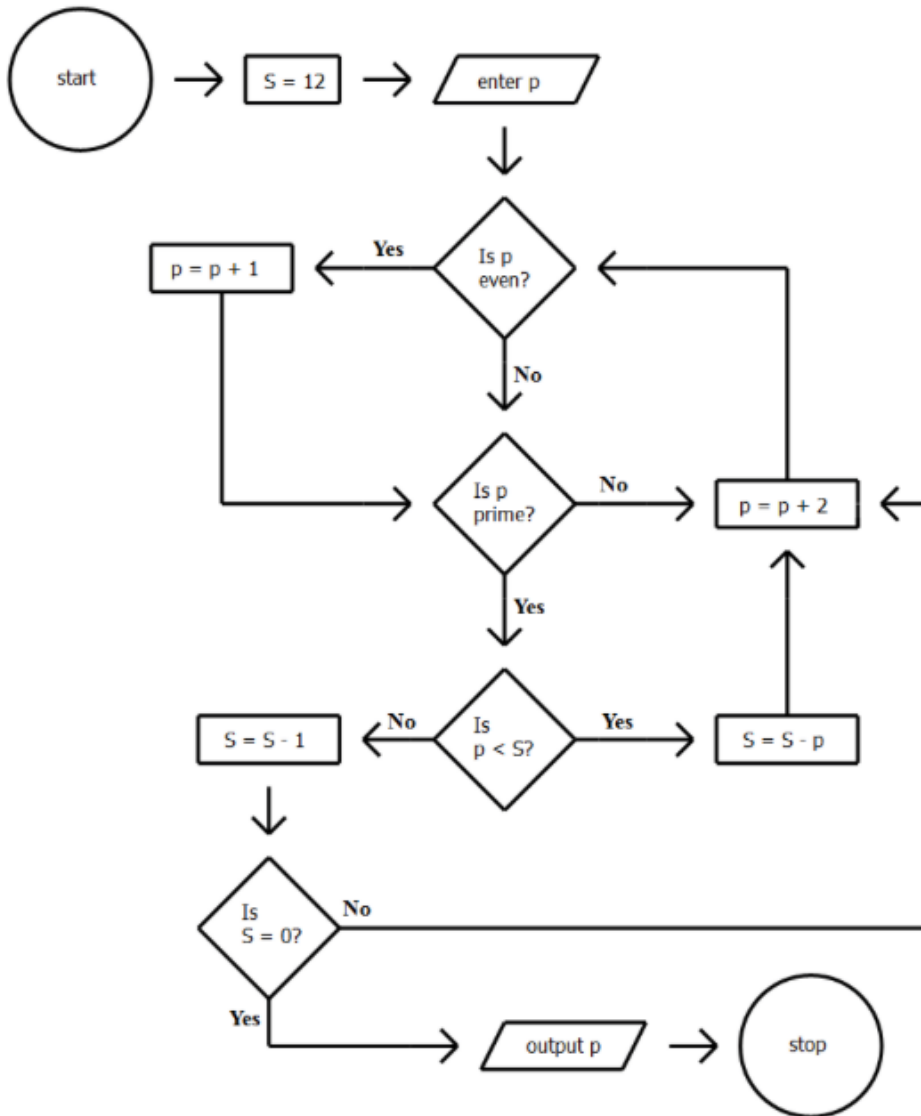 start
S = 12
enter p
Yes
Is p
even?
p = p + 1
No
Is p
prime?
No
p = p + 2
Yes
S = S - 1
No
Is
p < S?
Yes
S = S - p
Is
S = 0?
No
Yes
output p
stop